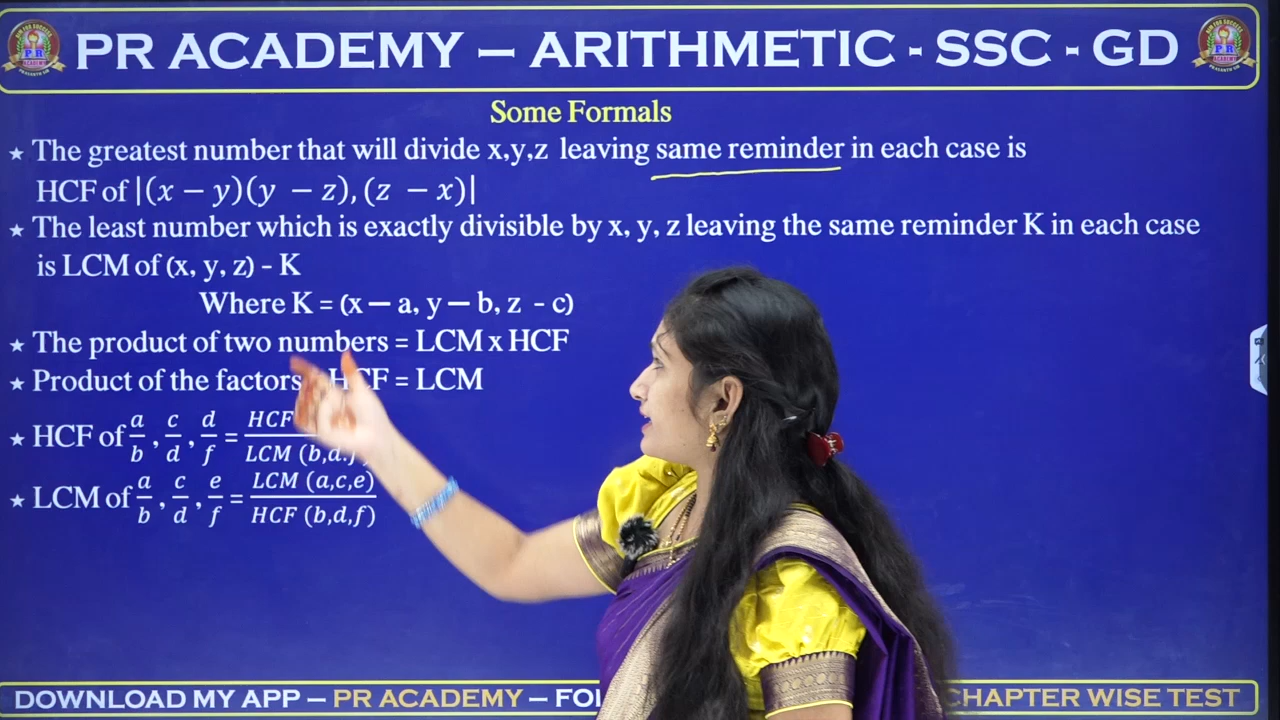 PR ACADEMY – ARITHMETIC - SSC - GD
Some Formals
★ The greatest number that will divide x,y,z leaving same reminder in each case is
HCF of |(x − y)(y − z), (z − x)|
★ The least number which is exactly divisible by x, y, z leaving the same reminder K in each case
is LCM of (x, y, z) - K
Where K = (x – a, y – b, z - c)
★ The product of two numbers = LCM x HCF
★ Product of the factors HCF = LCM
★ HCF of a/b , c/d , d/f = HCF / LCM (b,d,f)
★ LCM of a/b , c/d , e/f = LCM (a,c,e) / HCF (b,d,f)
DOWNLOAD MY APP – PR ACADEMY – CHAPTER WISE TEST